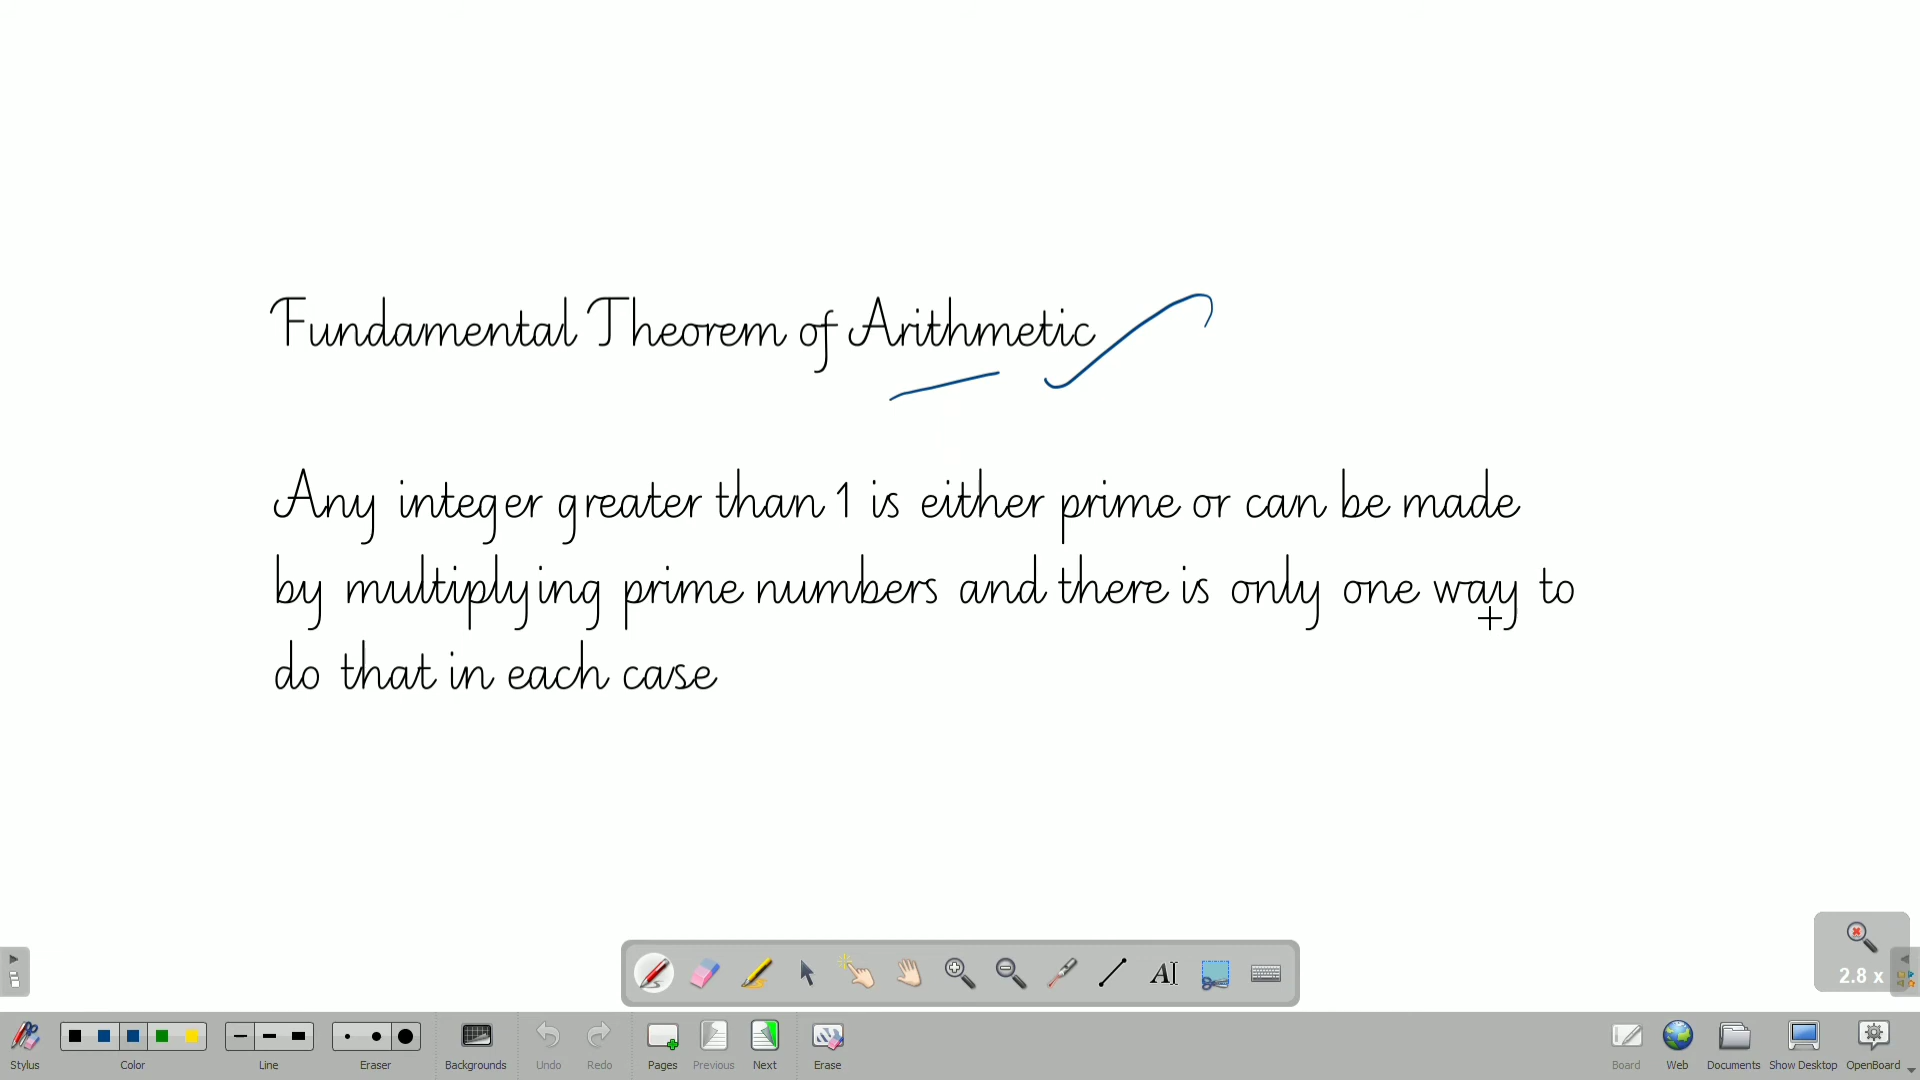 Fundamental Theorem of Arithmetic
Any integer greater than 1 is either prime or can be made
by multiplying prime numbers and there is only one way to
do that in each case
2.8 x
Stylus
Color
Line
Eraser
Backgrounds
Undo
Redo
Pages
Previous
Next
Erase
Board
Web
Documents
Show Desktop
OpenBoard